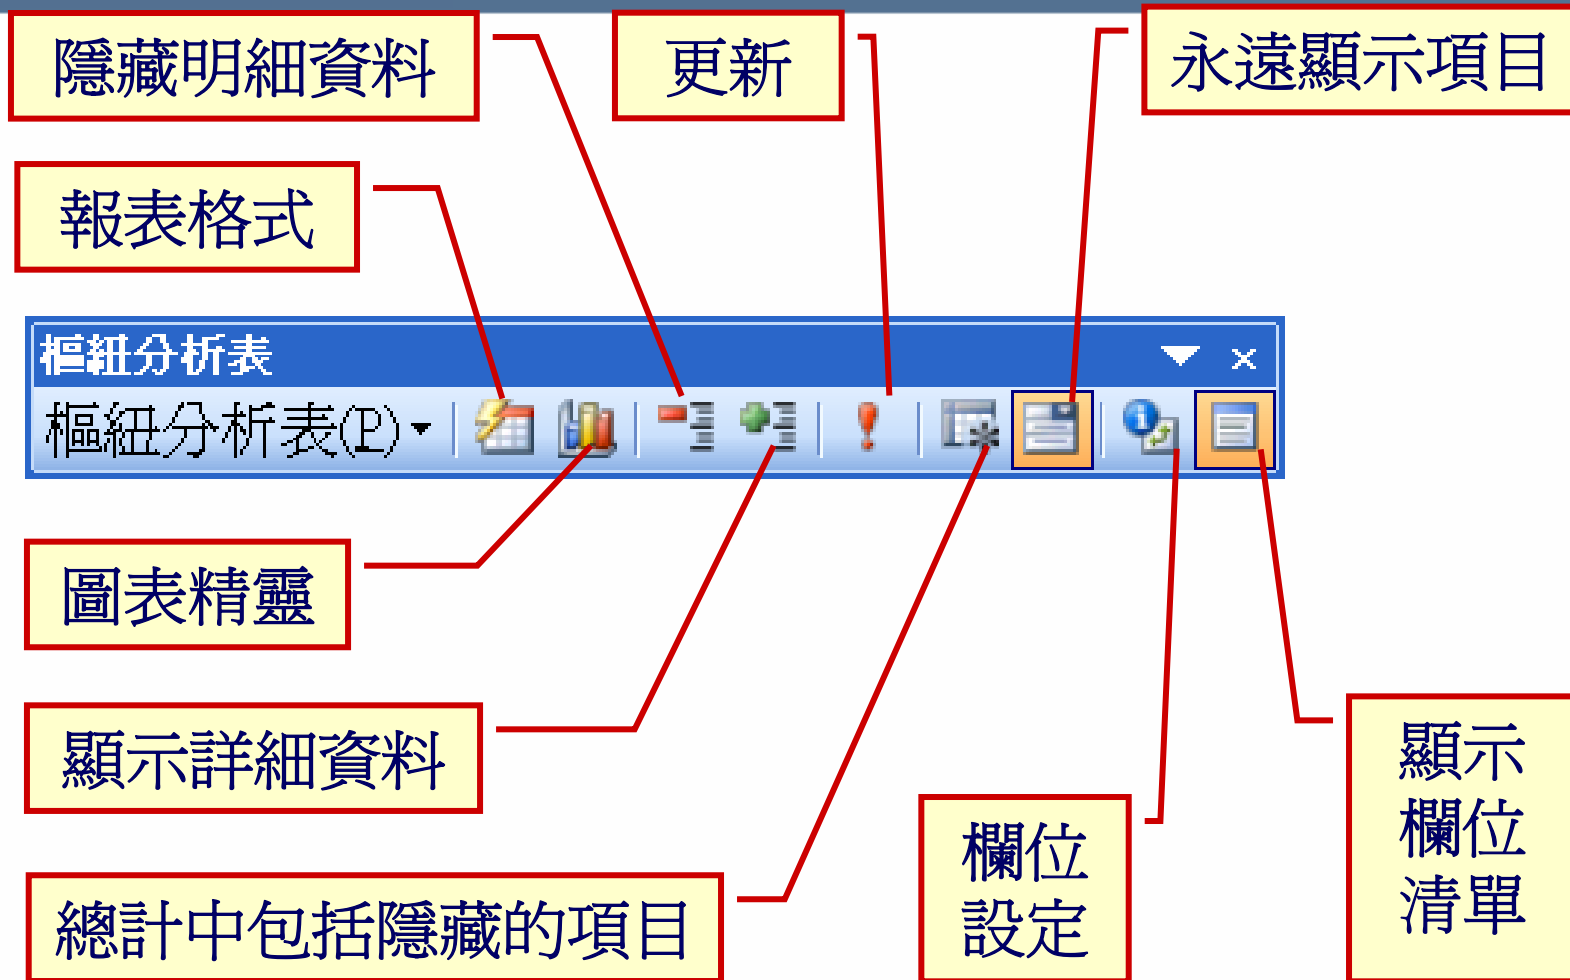 隱藏明細資料
更新
永遠顯示項目
報表格式
樞紐分析表
樞紐分析表(P)
圖表精靈
顯示詳細資料
總計中包括隱藏的項目
欄位
設定
顯示
欄位
清單